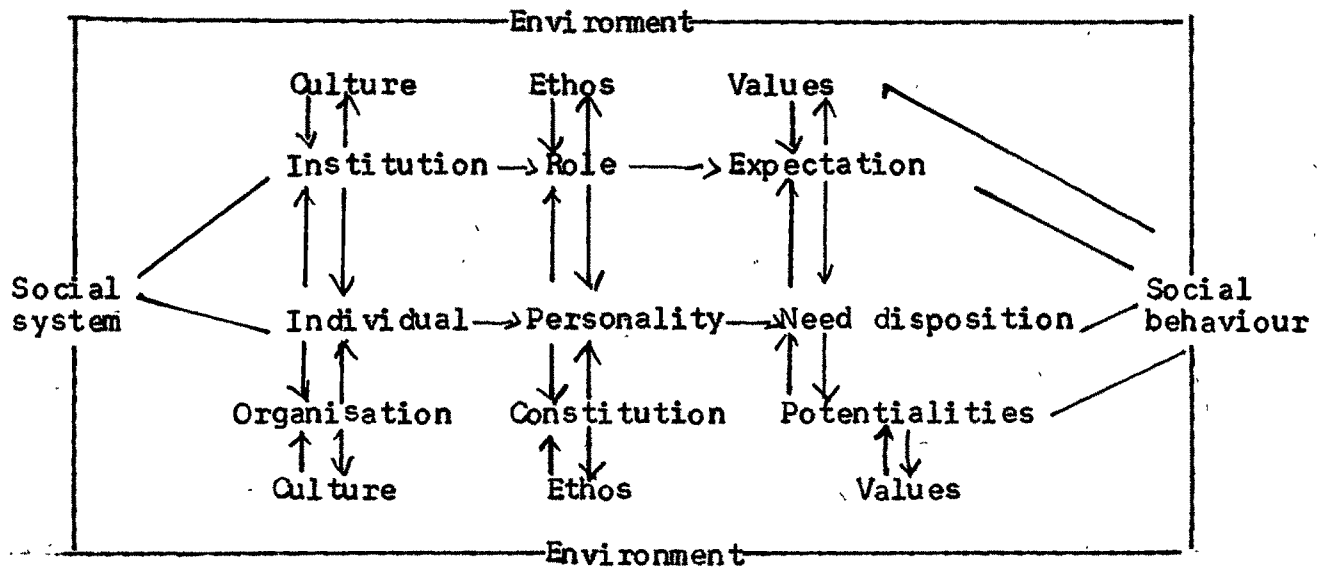 Environment
Culture Ethos Values
Institution Role Expectation
Social
system
Individual Personality Need disposition
Social
behaviour
Organisation Constitution Potentialities
Culture Ethos Values
Environment